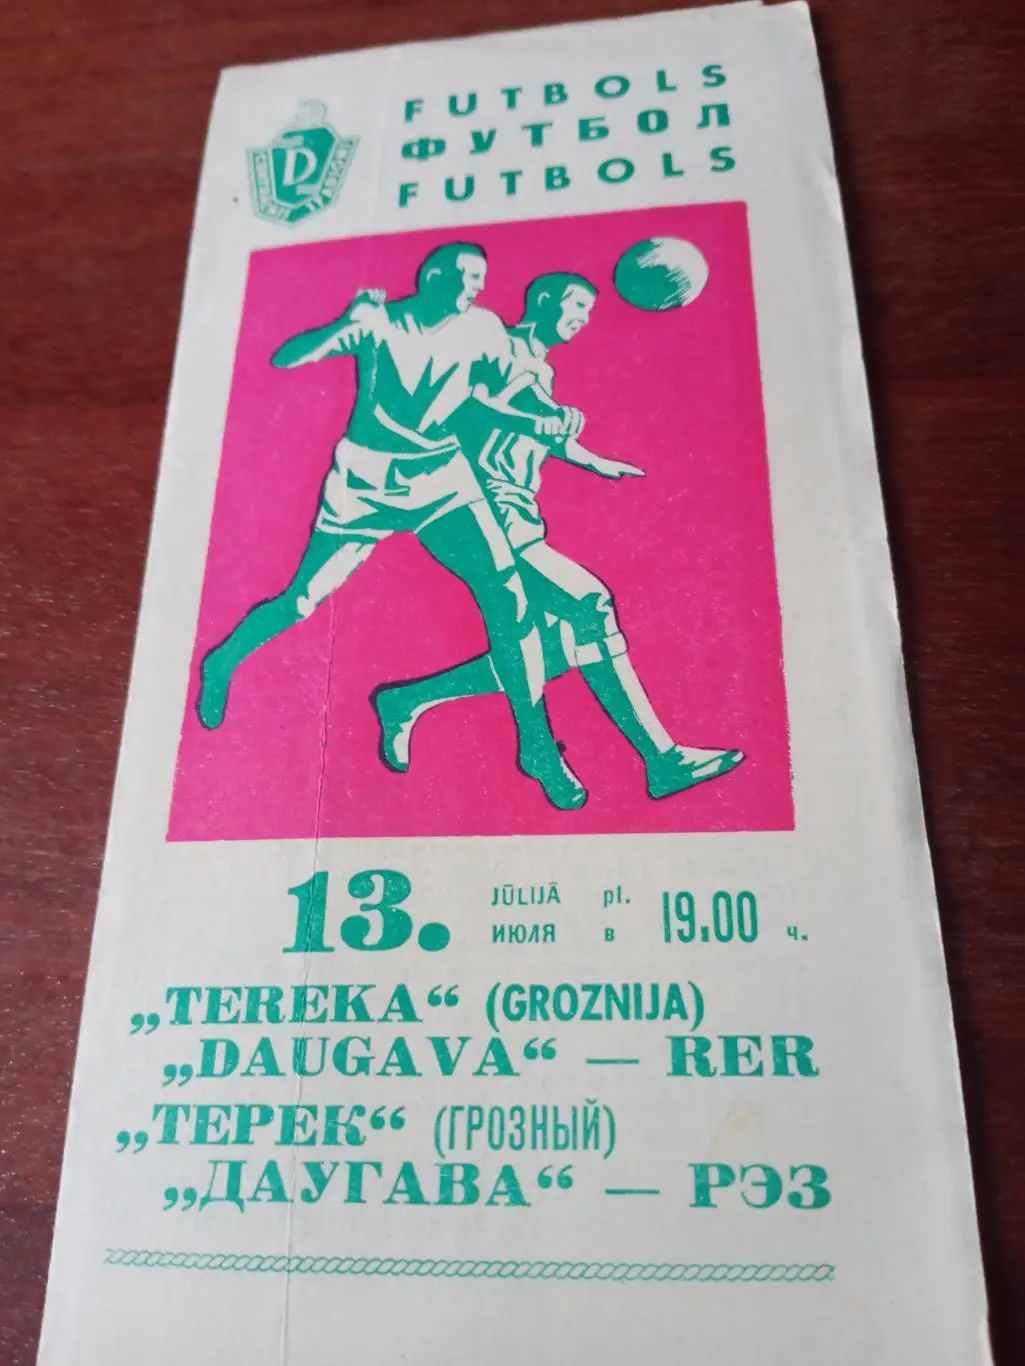 FUTBOLS
ФУТБОЛ
FUTBOLS
D
13. JŪLIJĀ pl. 19.00
ИЮЛЯ в ч.
„TEREKA“ (GROZNIJA)
„DAUGAVA“ — RER
„ТЕРЕК“ (ГРОЗНЫЙ)
„ДАУГАВА“ — РЭЗ